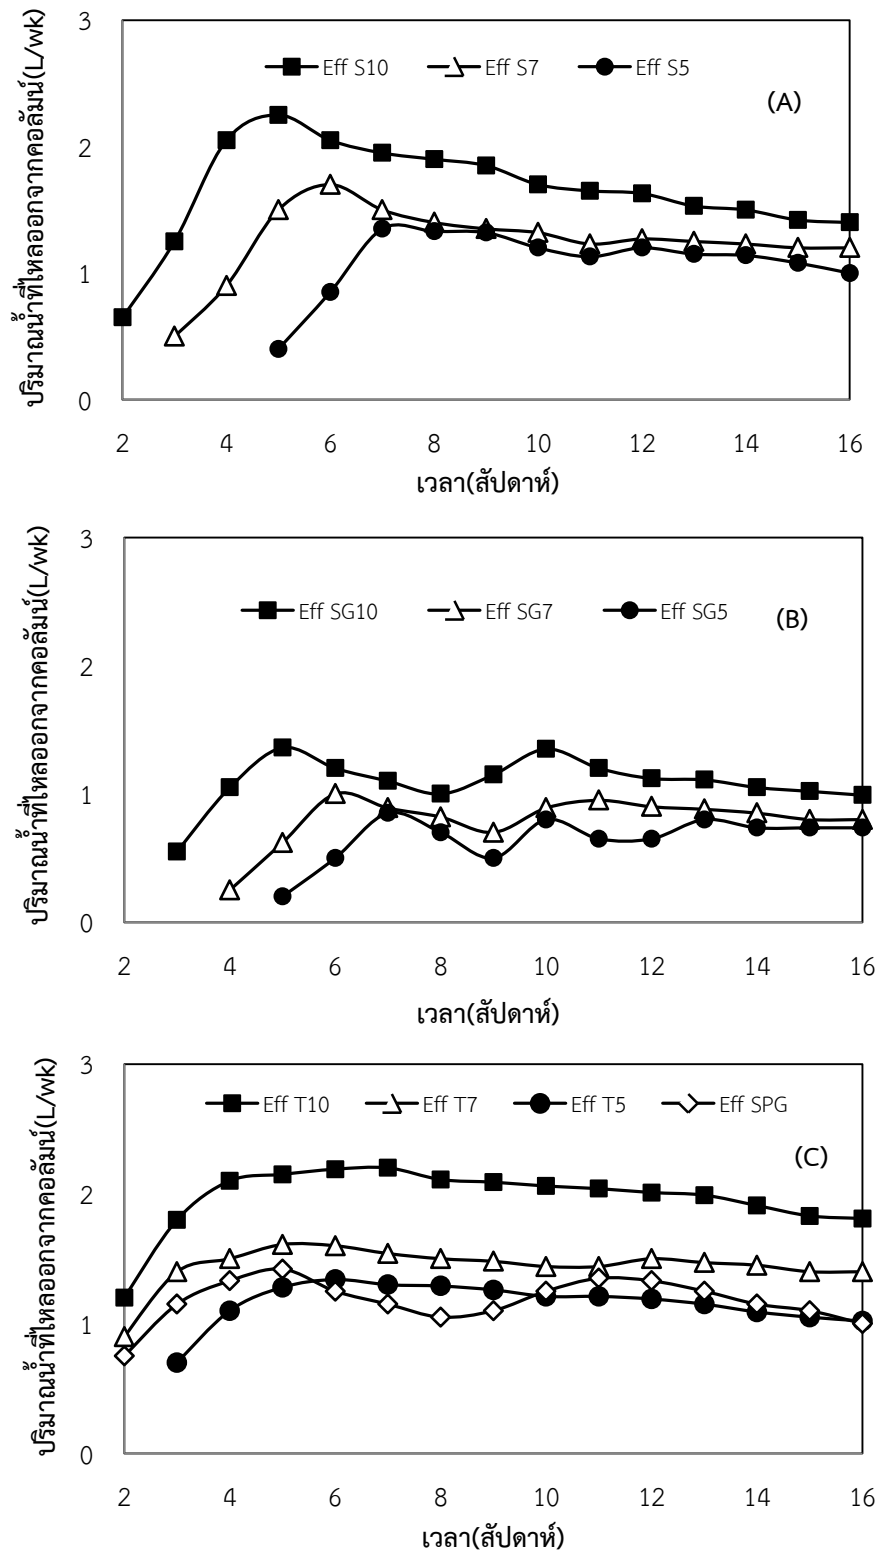 ปริมาณน้ำที่ไหลออกจากคอลัมน์(L/wk)
3
2
1
0
Eff S10 Eff S7 Eff S5
(A)
2 4 6 8 10 12 14 16
เวลา(สัปดาห์)
ปริมาณน้ำที่ไหลออกจากคอลัมน์(L/wk)
3
2
1
0
Eff SG10 Eff SG7 Eff SG5
(B)
2 4 6 8 10 12 14 16
เวลา(สัปดาห์)
ปริมาณน้ำที่ไหลออกจากคอลัมน์(L/wk)
3
2
1
0
Eff T10 Eff T7 Eff T5 Eff SPG
(C)
2 4 6 8 10 12 14 16
เวลา(สัปดาห์)